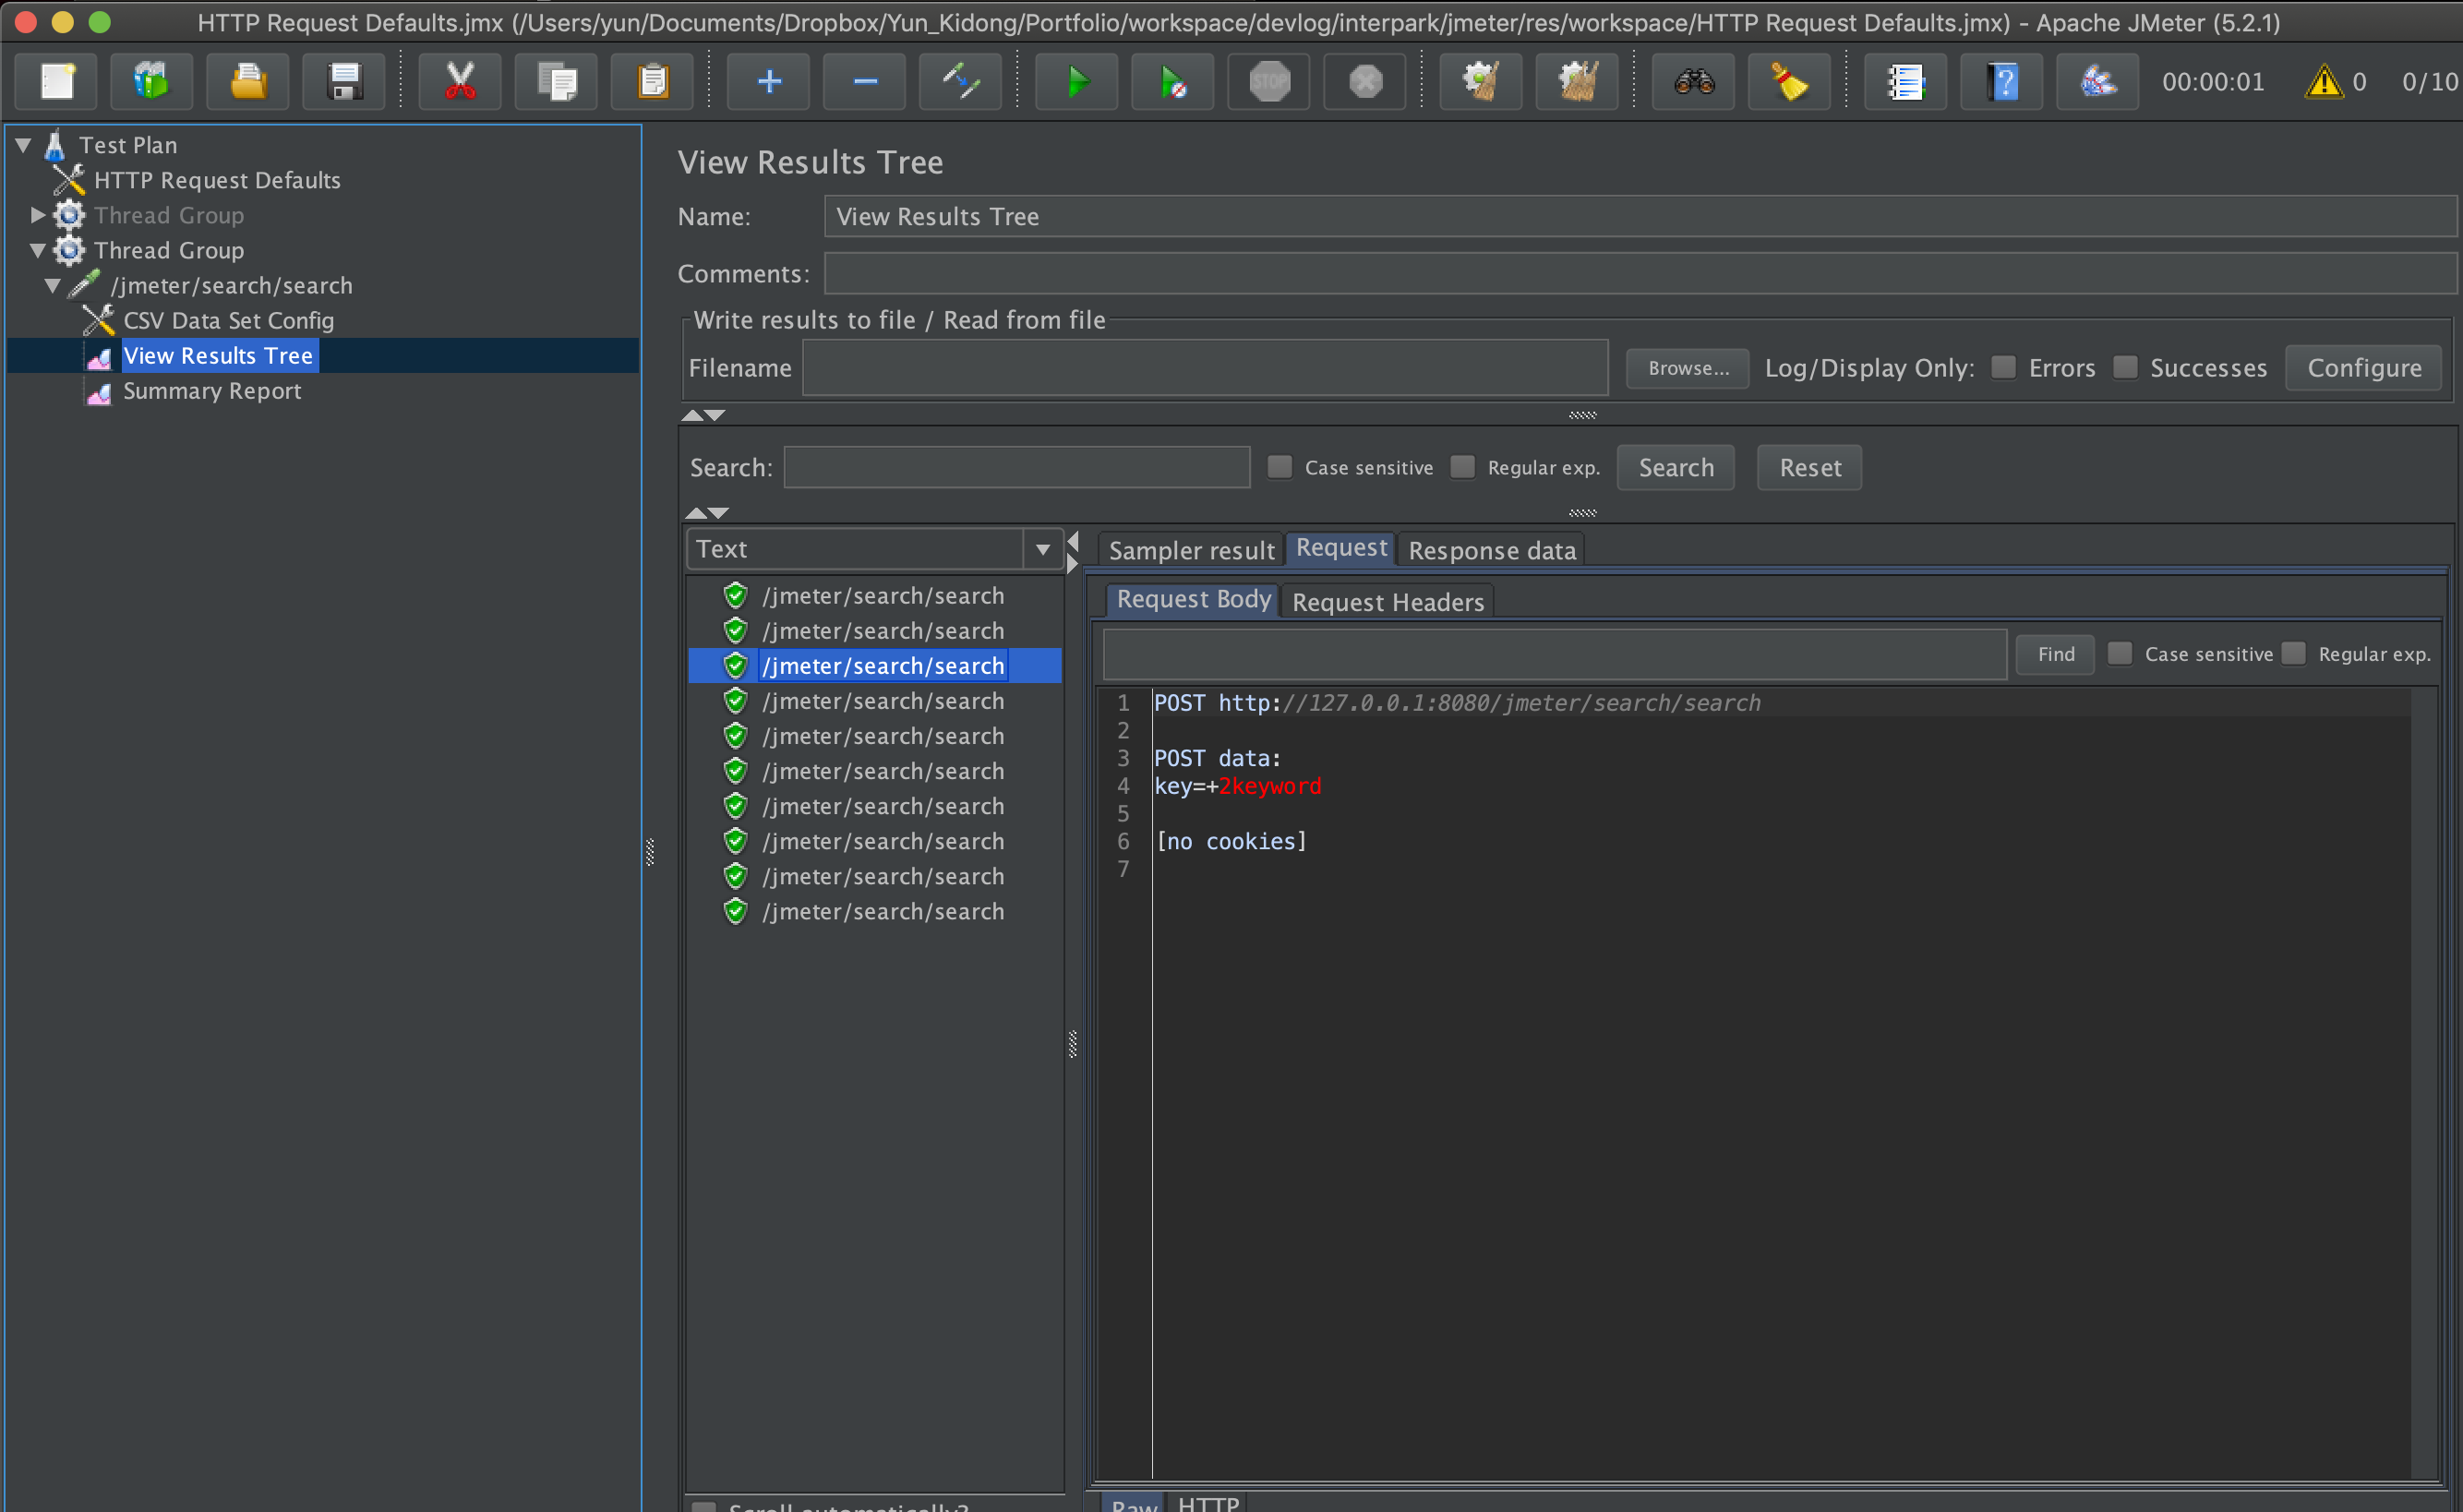 HTTP Request Defaults.jmx (/Users/yun/Documents/Dropbox/Yun_Kidong/Portfolio/workspace/devlog/interpark/jmeter/res/workspace/HTTP Request Defaults.jmx) - Apache JMeter (5.2.1)
STOP
00:00:01 0 0/10
Test Plan
HTTP Request Defaults
Thread Group
Thread Group
/jmeter/search/search
CSV Data Set Config
View Results Tree
Summary Report
View Results Tree
Name: View Results Tree
Comments:
Write results to file / Read from file
Filename Browse... Log/Display Only: Errors Successes Configure
Search: Case sensitive Regular exp. Search Reset
Text
/jmeter/search/search
/jmeter/search/search
/jmeter/search/search
/jmeter/search/search
/jmeter/search/search
/jmeter/search/search
/jmeter/search/search
/jmeter/search/search
/jmeter/search/search
/jmeter/search/search
Scroll automatically?
Sampler result Request Response data
Request Body Request Headers
Find Case sensitive Regular exp.
1 POST http://127.0.0.1:8080/jmeter/search/search
2
3 POST data:
4 key=+2keyword
5
6 [no cookies]
7
Raw HTTP